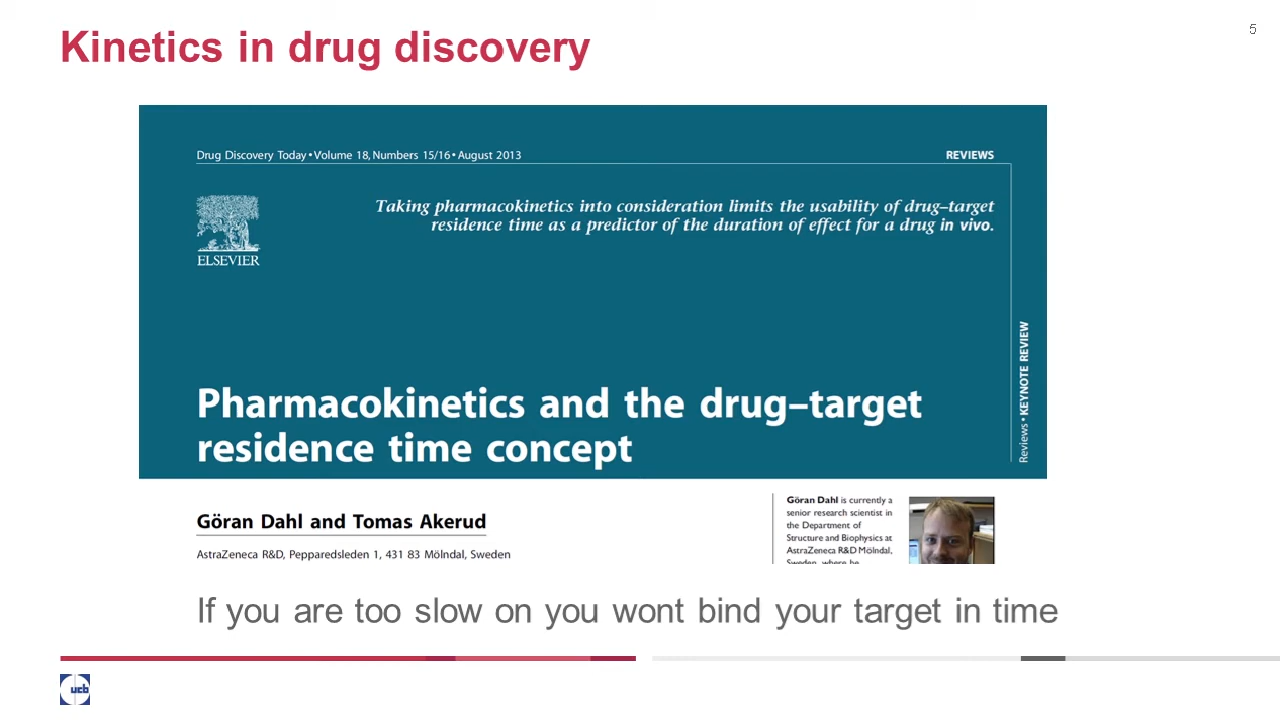 Kinetics in drug discovery
5
Drug Discovery Today • Volume 18, Numbers 15/16 • August 2013
REVIEWS
Taking pharmacokinetics into consideration limits the usability of drug–target
residence time as a predictor of the duration of effect for a drug in vivo.
ELSEVIER
Reviews • KEYNOTE REVIEW
Pharmacokinetics and the drug–target
residence time concept
Göran Dahl and Tomas Akerud
AstraZeneca R&D, Pepparedsleden 1, 431 83 Mölndal, Sweden
Göran Dahl is currently a
senior research scientist in
the Department of
Structure and Biophysics at
AstraZeneca R&D Mölndal,
Sweden, where he
If you are too slow on you wont bind your target in time
ucb